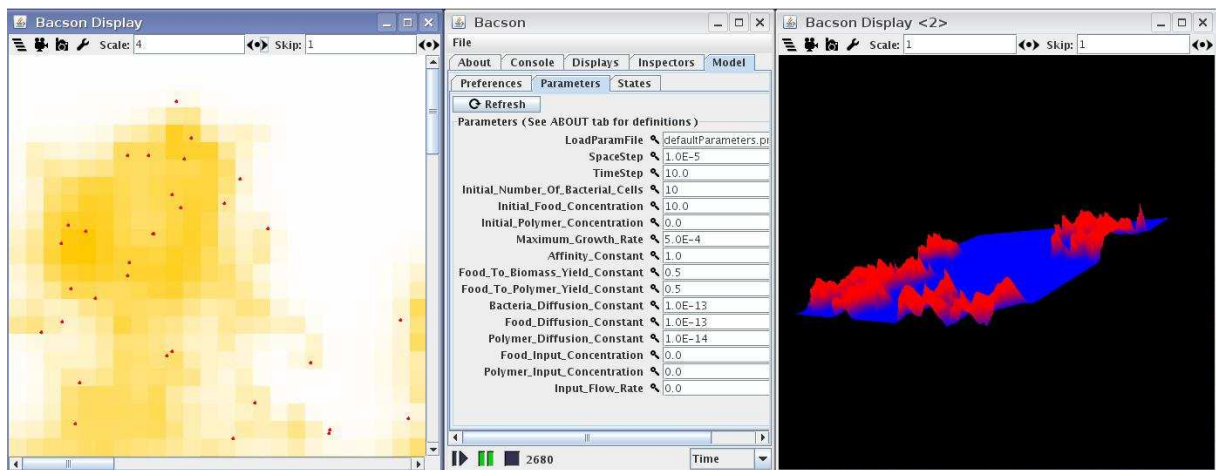 Bacson Display
Scale: 4 Skip: 1
Bacson
File
About Console Displays Inspectors Model
Preferences Parameters States
Refresh
Parameters (See ABOUT tab for definitions)
LoadParamFile defaultParameters.pr
SpaceStep 1.0E-5
TimeStep 10.0
Initial_Number_Of_Bacterial_Cells 10
Initial_Food_Concentration 10.0
Initial_Polymer_Concentration 0.0
Maximum_Growth_Rate 5.0E-4
Affinity_Constant 1.0
Food_To_Biomass_Yield_Constant 0.5
Food_To_Polymer_Yield_Constant 0.5
Bacteria_Diffusion_Constant 1.0E-13
Food_Diffusion_Constant 1.0E-13
Polymer_Diffusion_Constant 1.0E-14
Food_Input_Concentration 0.0
Polymer_Input_Concentration 0.0
Input_Flow_Rate 0.0
2680 Time
Bacson Display <2>
Scale: 1 Skip: 1